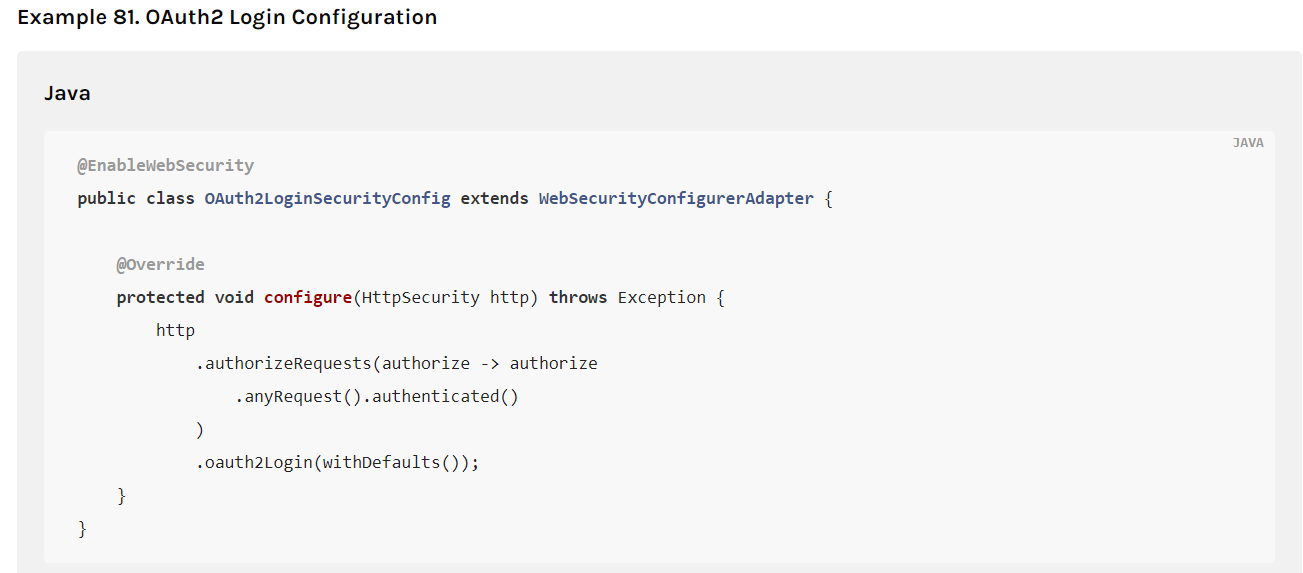 Example 81. OAuth2 Login Configuration
Java
JAVA
@EnableWebSecurity
public class OAuth2LoginSecurityConfig extends WebSecurityConfigurerAdapter {
@Override
protected void configure(HttpSecurity http) throws Exception {
http
.authorizeRequests(authorize -> authorize
.anyRequest().authenticated()
)
.oauth2Login(withDefaults());
}
}